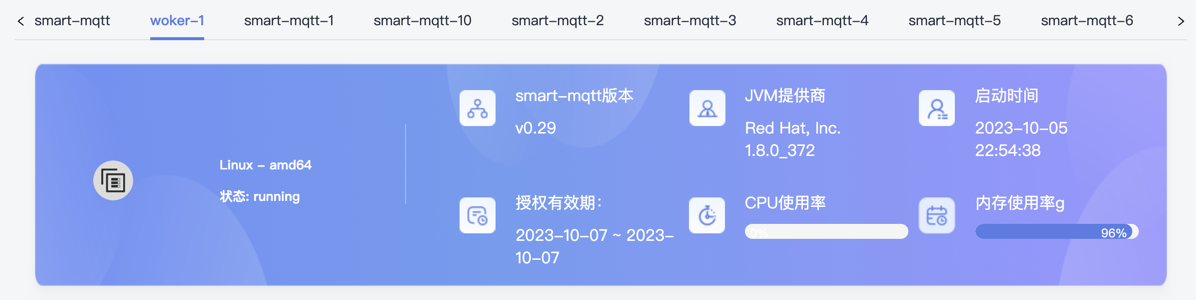 smart-mqtt woker-1 smart-mqtt-1 smart-mqtt-10 smart-mqtt-2 smart-mqtt-3 smart-mqtt-4 smart-mqtt-5 smart-mqtt-6
Linux - amd64
状态: running
smart-mqtt版本
v0.29
JVM提供商
Red Hat, Inc.
1.8.0_372
启动时间
2023-10-05
22:54:38
授权有效期：
2023-10-07 ~ 2023-
10-07
CPU使用率
0%
内存使用率g
96%